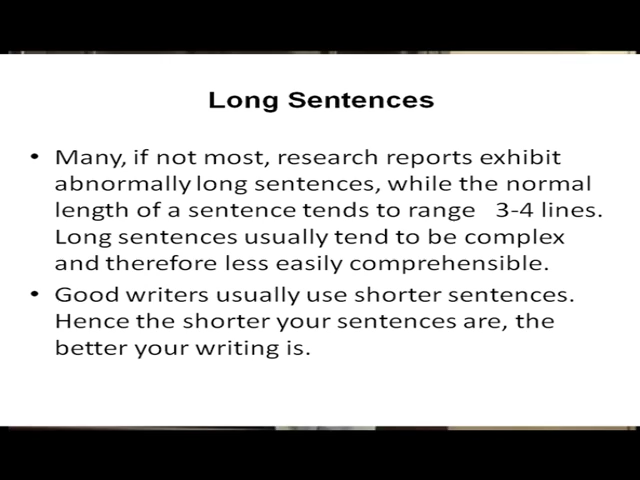 Long Sentences
• Many, if not most, research reports exhibit
abnormally long sentences, while the normal
length of a sentence tends to range 3-4 lines.
Long sentences usually tend to be complex
and therefore less easily comprehensible.
• Good writers usually use shorter sentences.
Hence the shorter your sentences are, the
better your writing is.